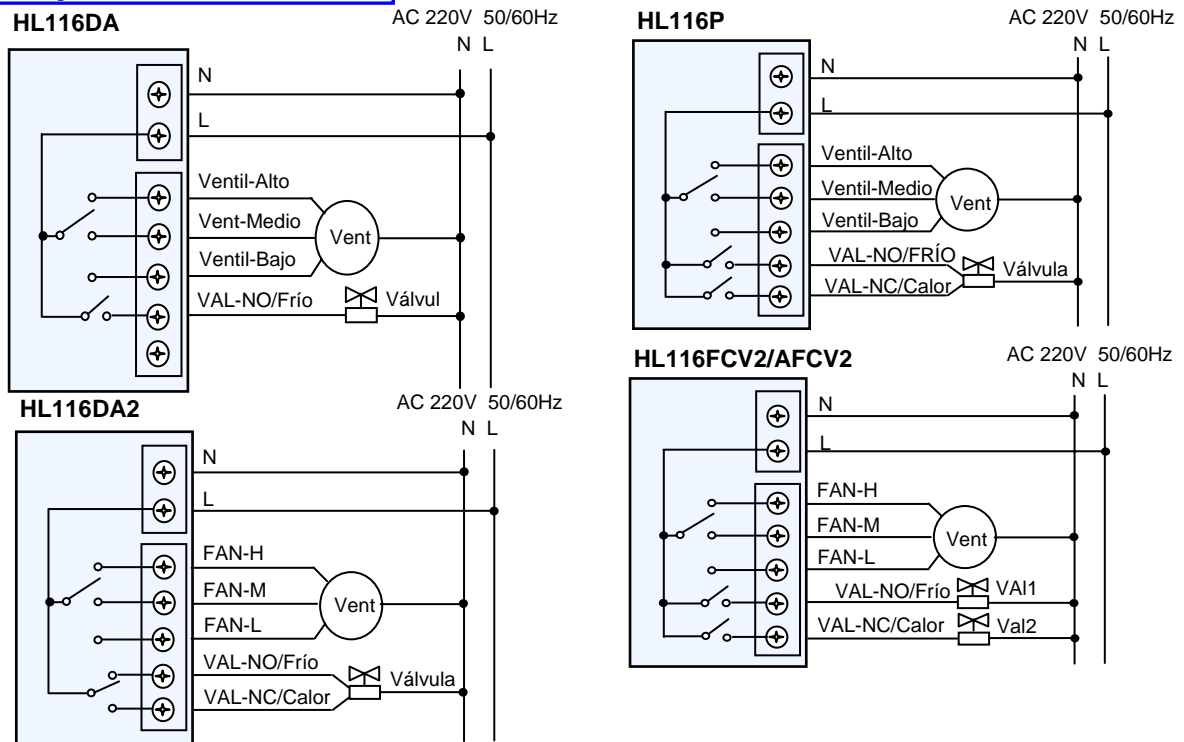 HL116DA
AC 220V 50/60Hz
N L
N
L
Ventil-Alto
Vent-Medio
Ventil-Bajo
Vent
VAL-NO/Frío
Válvul
HL116DA2
AC 220V 50/60Hz
N L
N
L
FAN-H
FAN-M
FAN-L
Vent
VAL-NO/Frío
VAL-NC/Calor
Válvula
HL116P
AC 220V 50/60Hz
N L
N
L
Ventil-Alto
Ventil-Medio
Ventil-Bajo
Vent
VAL-NO/FRÍO
VAL-NC/Calor
Válvula
HL116FCV2/AFCV2
AC 220V 50/60Hz
N L
N
L
FAN-H
FAN-M
FAN-L
Vent
VAL-NO/Frío
VAl1
VAL-NC/Calor
Val2